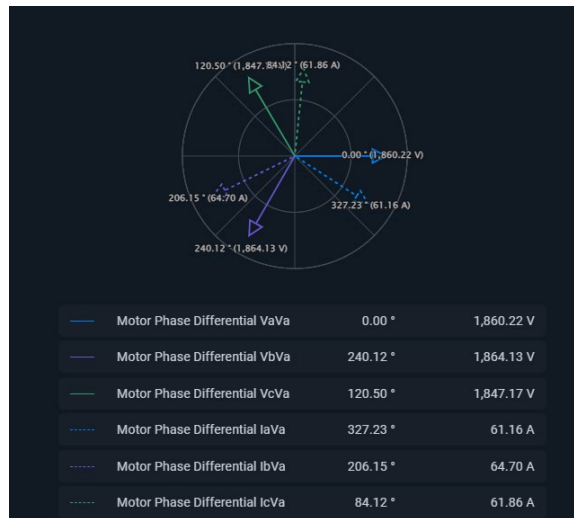 120.50 ° (1,847.17 V)
84.12 ° (61.86 A)
0.00 ° (1,860.22 V)
206.15 ° (64.70 A)
327.23 ° (61.16 A)
240.12 ° (1,864.13 V)
Motor Phase Differential VaVa 0.00 ° 1,860.22 V
Motor Phase Differential VbVa 240.12 ° 1,864.13 V
Motor Phase Differential VcVa 120.50 ° 1,847.17 V
Motor Phase Differential IaVa 327.23 ° 61.16 A
Motor Phase Differential IbVa 206.15 ° 64.70 A
Motor Phase Differential IcVa 84.12 ° 61.86 A